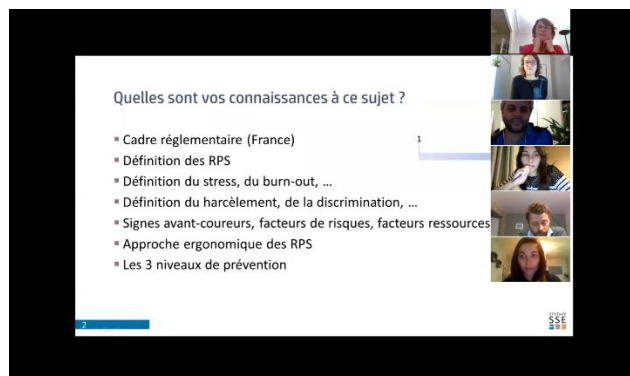 Quelles sont vos connaissances à ce sujet ?
▪ Cadre réglementaire (France)
1
▪ Définition des RPS
▪ Définition du stress, du burn-out, ...
▪ Définition du harcèlement, de la discrimination, ...
▪ Signes avant-coureurs, facteurs de risques, facteurs ressources
▪ Approche ergonomique des RPS
▪ Les 3 niveaux de prévention
2
SSE